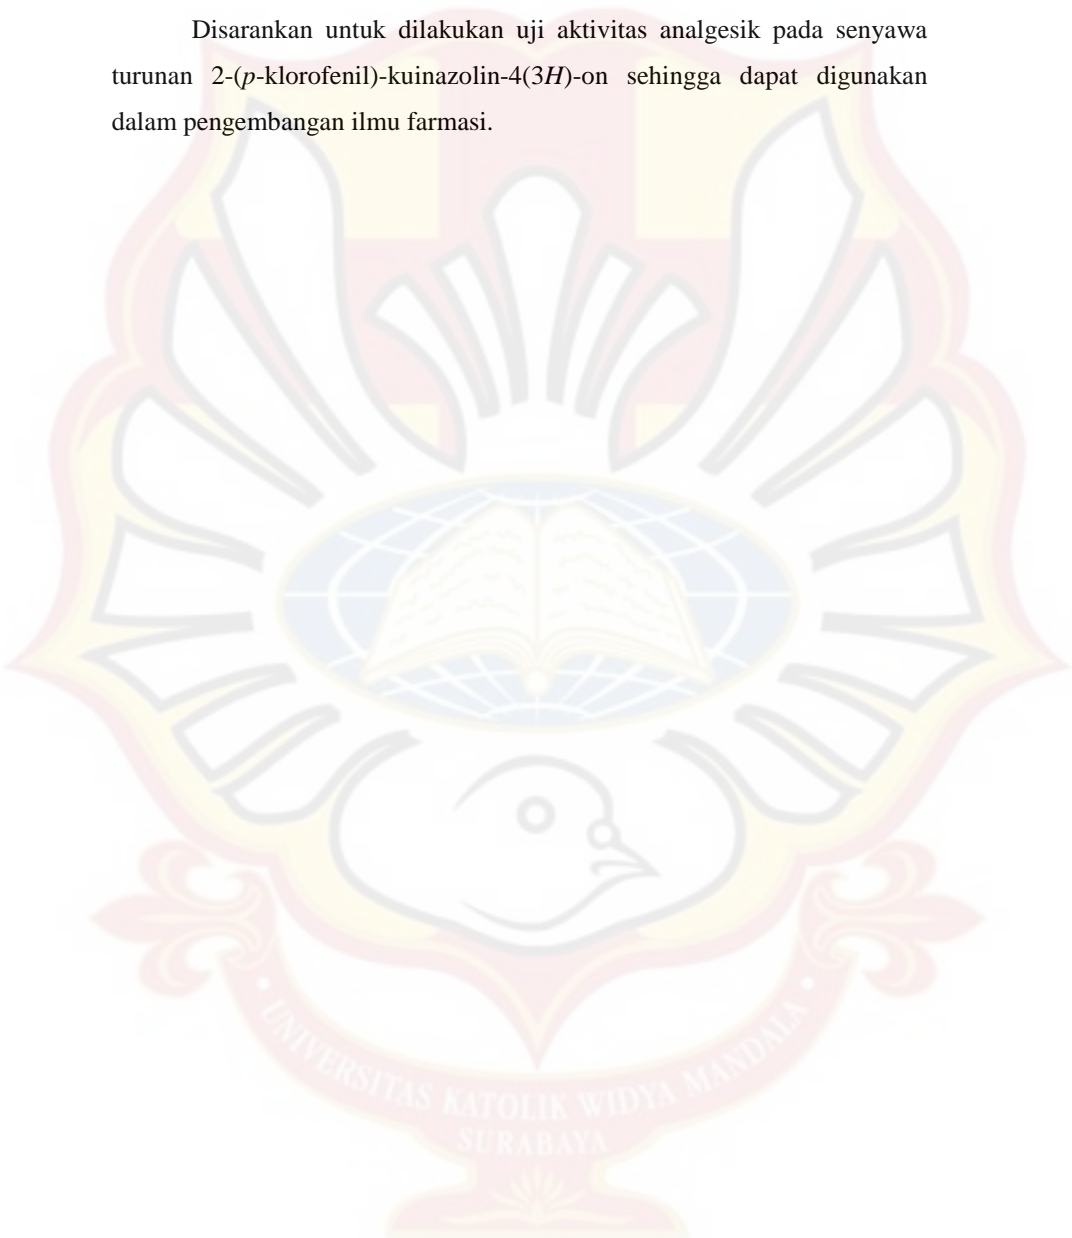 Disarankan untuk dilakukan uji aktivitas analgesik pada senyawa
turunan 2-(p-klorofenil)-kuinazolin-4(3H)-on sehingga dapat digunakan
dalam pengembangan ilmu farmasi.
UNIVERSITAS KATOLIK WIDYA MANDALA
SURABAYA